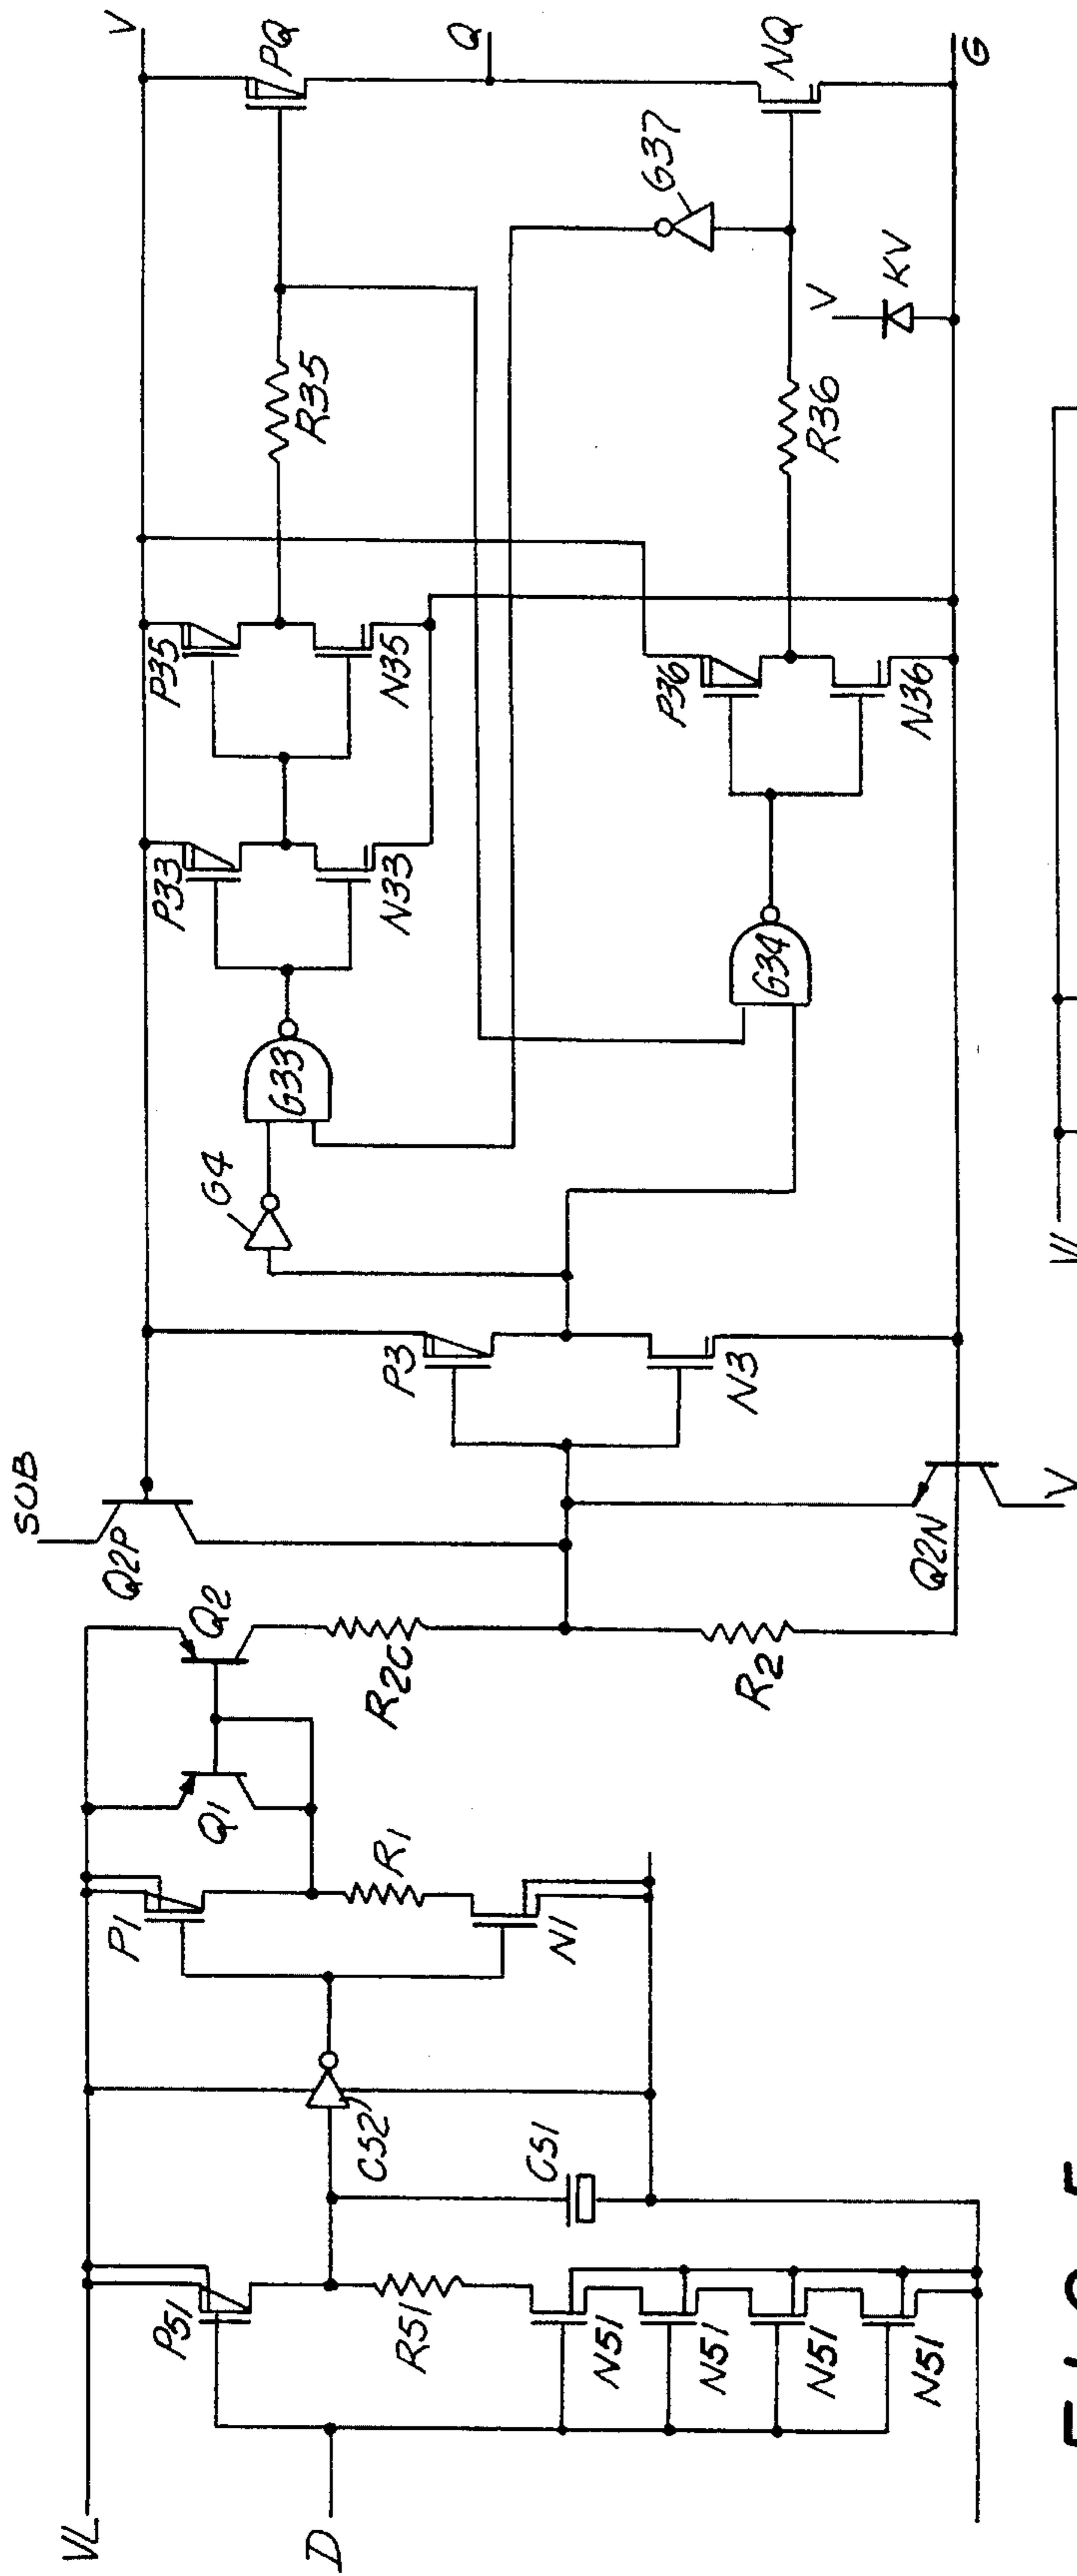 VL
D
P51
R51
N51
N51
N51
N51
C51
C52
P1
R1
N1
Q1
Q2
R2C
R2
SUB
Q2P
Q2N
V
P3
N3
G4
G33
G34
P33
N33
P35
N35
P36
N36
R35
R36
G37
V
KV
V
PQ
Q
NQ
G